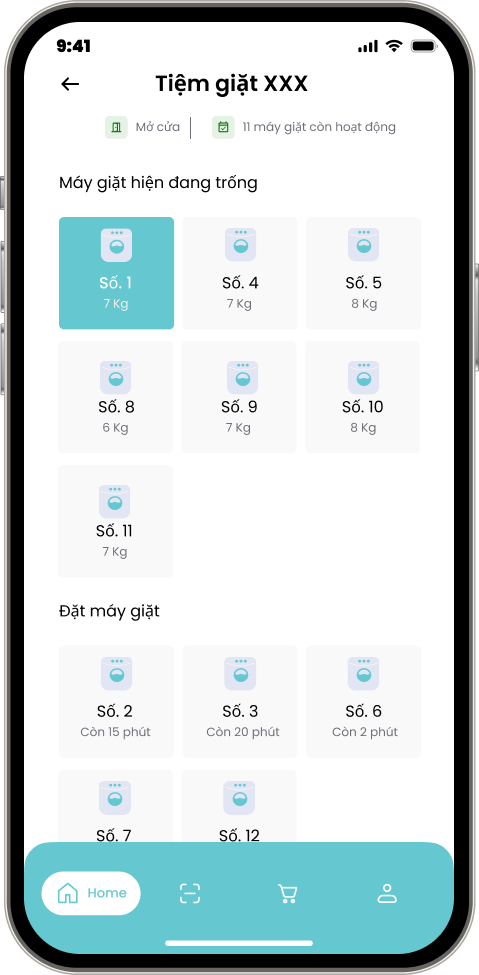 9:41
Tiệm giặt XXX
Mở cửa 11 máy giặt còn hoạt động
Máy giặt hiện đang trống
Số. 1 Số. 4 Số. 5
7 Kg 7 Kg 8 Kg
Số. 8 Số. 9 Số. 10
6 Kg 7 Kg 8 Kg
Số. 11
7 Kg
Đặt máy giặt
Số. 2 Số. 3 Số. 6
Còn 15 phút Còn 20 phút Còn 2 phút
Số. 7 Số. 12
Home